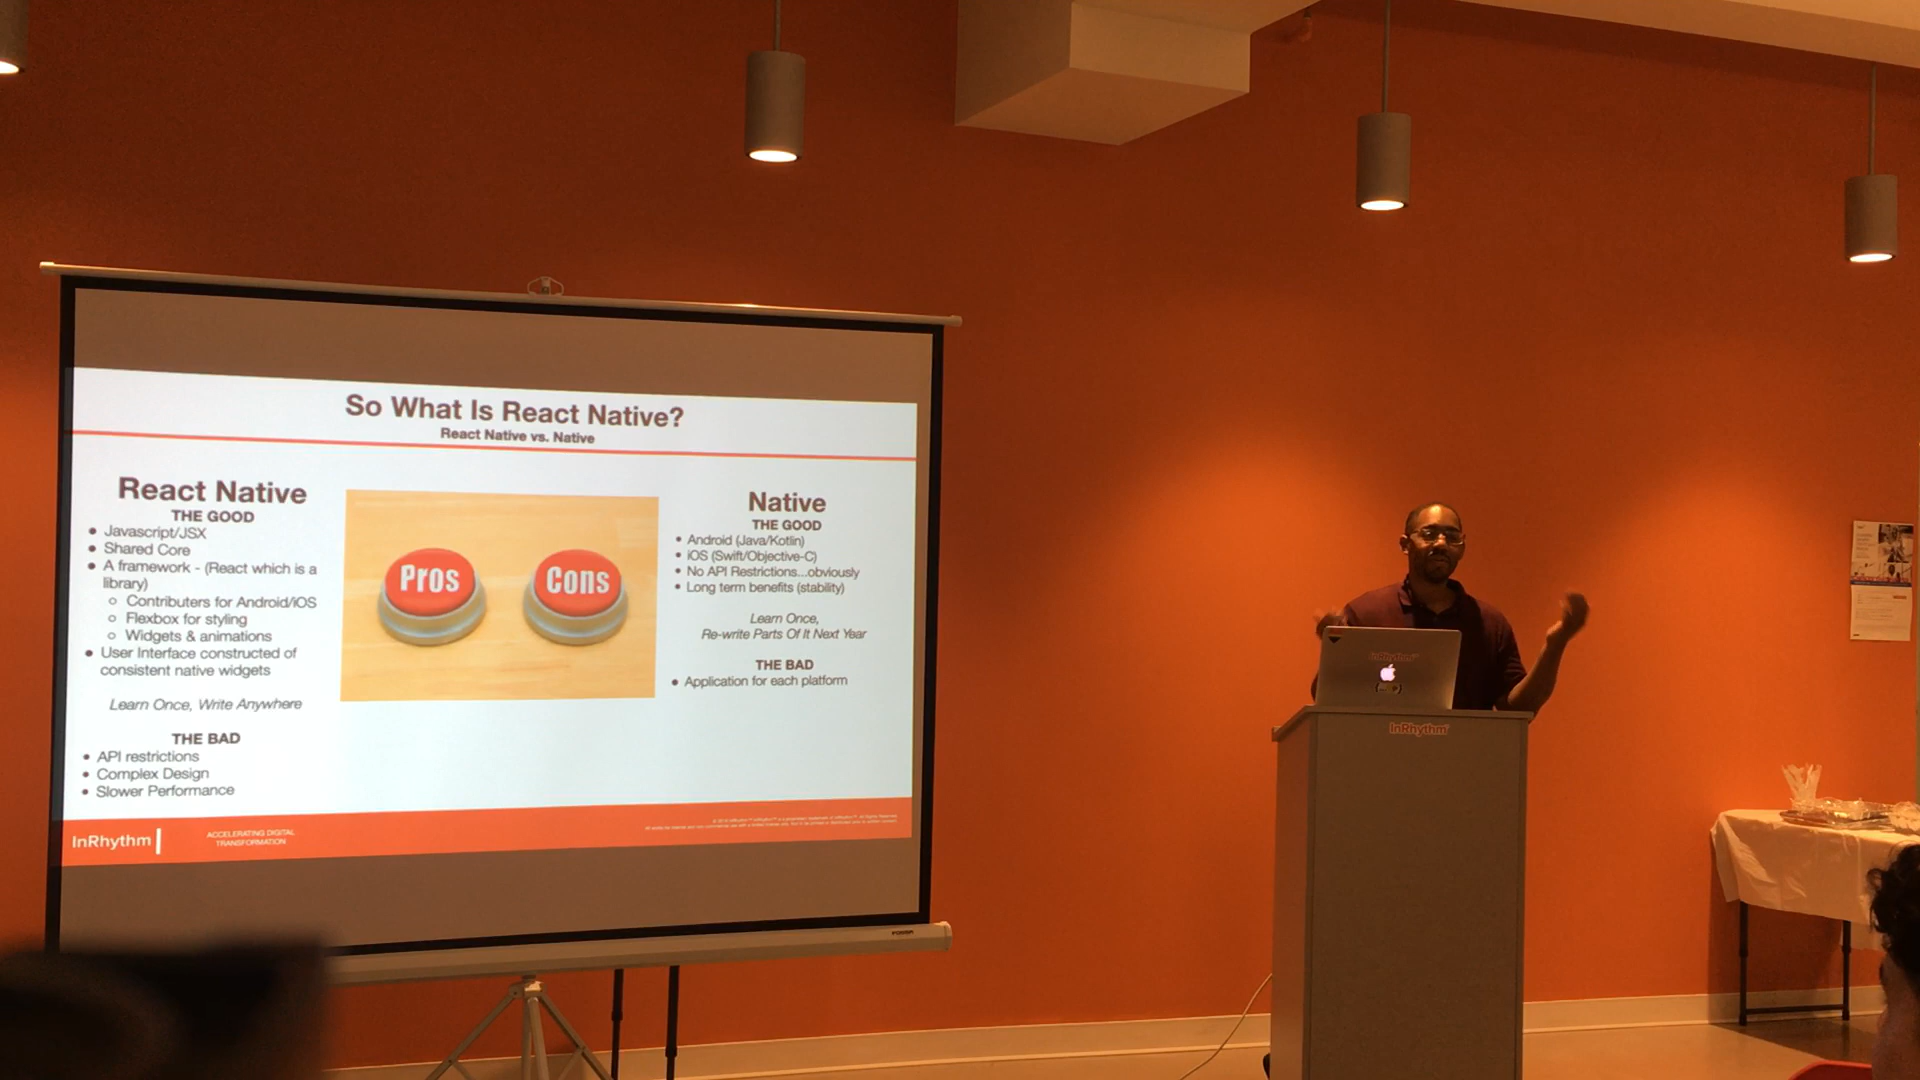 So What Is React Native?
React Native vs. Native
React Native
THE GOOD
● Javascript/JSX
● Shared Core
● A framework - (React which is a
library)
○ Contributers for Android/iOS
○ Flexbox for styling
○ Widgets & animations
● User Interface constructed of
consistent native widgets
Learn Once, Write Anywhere
THE BAD
● API restrictions
● Complex Design
● Slower Performance
Pros
Cons
Native
THE GOOD
● Android (Java/Kotlin)
● iOS (Swift/Objective-C)
● No API Restrictions...obviously
● Long term benefits (stability)
Learn Once,
Re-write Parts Of It Next Year
THE BAD
● Application for each platform
InRhythm
ACCELERATING DIGITAL
TRANSFORMATION
InRhythm
InRhythm